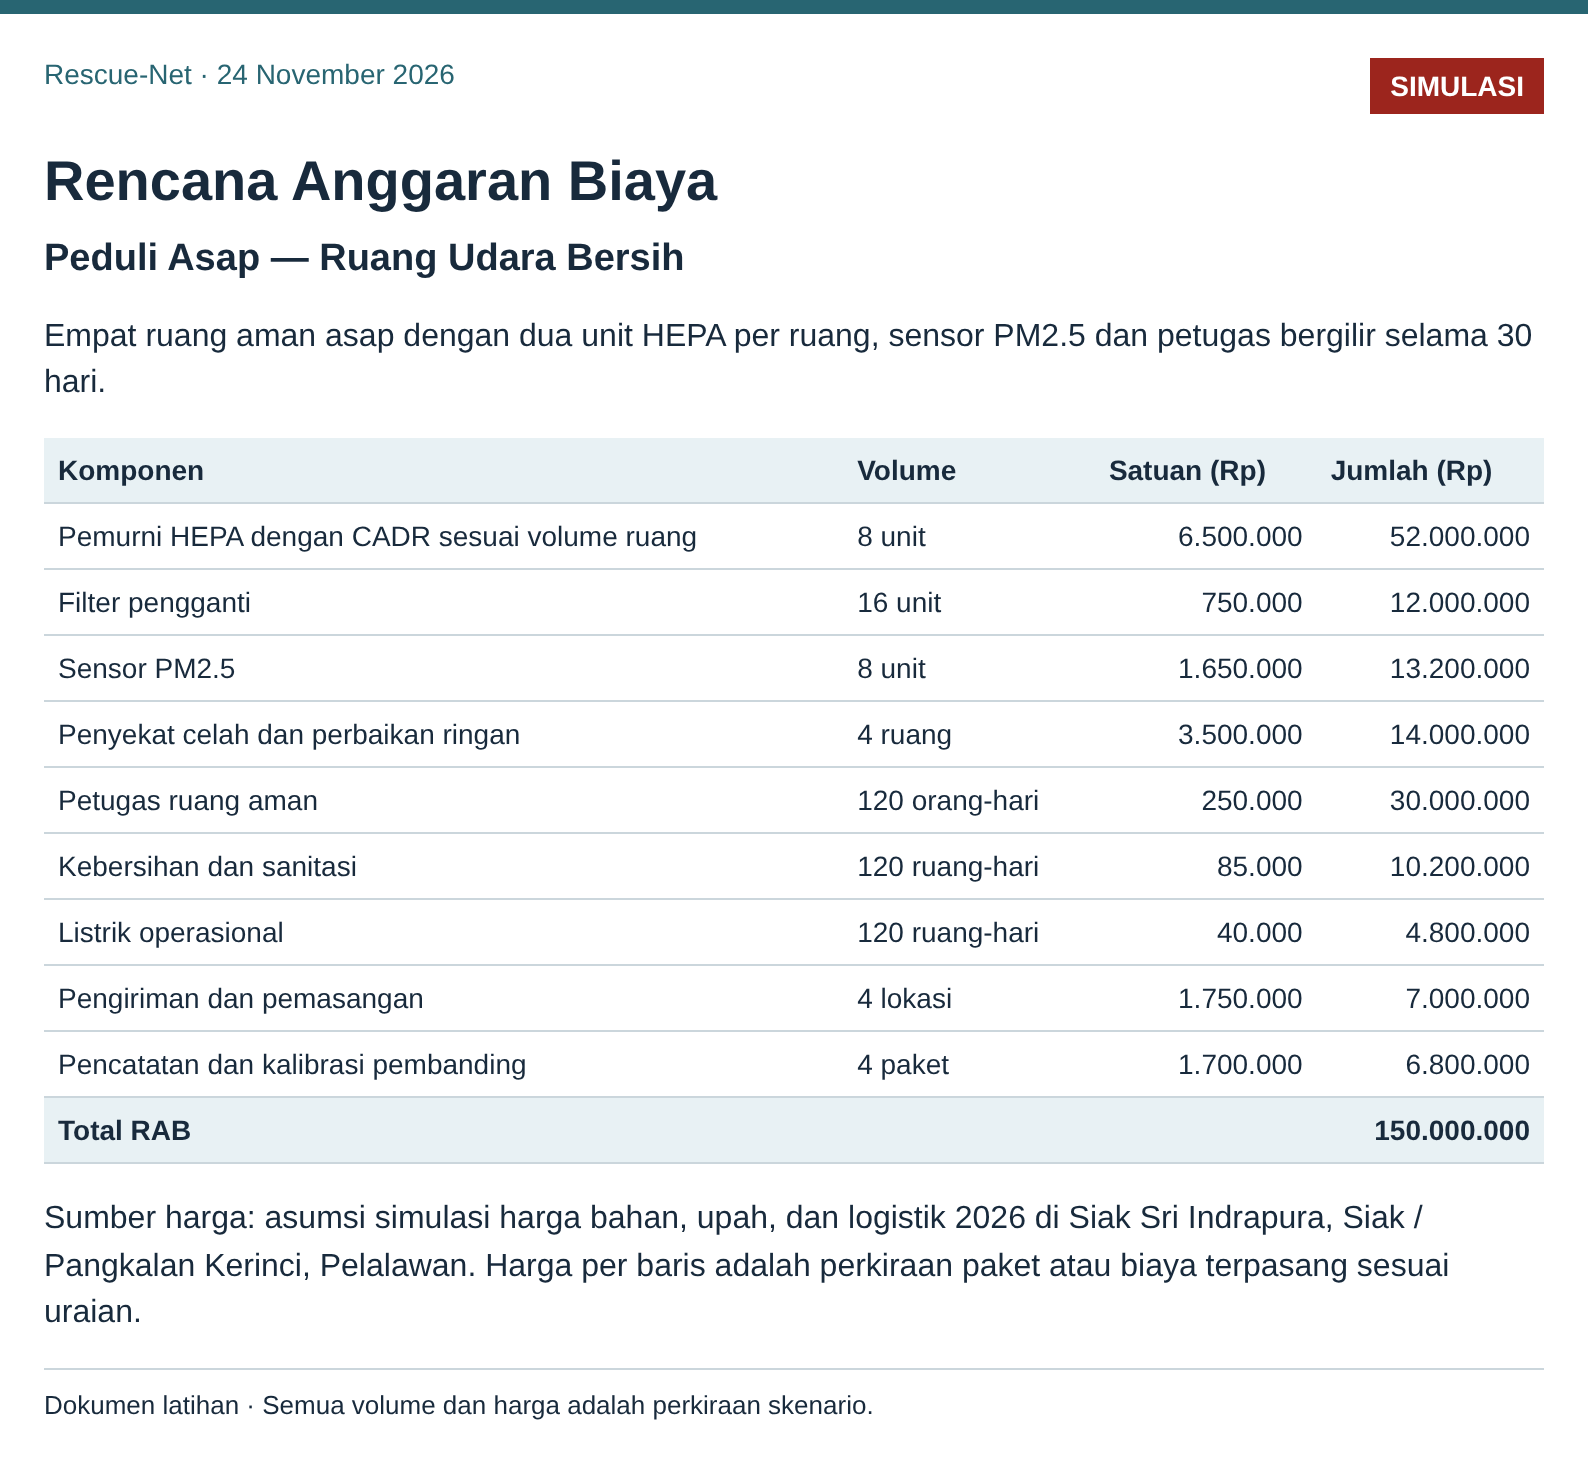 Rescue-Net · 24 November 2026
SIMULASI
Rencana Anggaran Biaya
Peduli Asap — Ruang Udara Bersih
Empat ruang aman asap dengan dua unit HEPA per ruang, sensor PM2.5 dan petugas bergilir selama 30
hari.
Komponen Volume Satuan (Rp) Jumlah (Rp)
Pemurni HEPA dengan CADR sesuai volume ruang 8 unit 6.500.000 52.000.000
Filter pengganti 16 unit 750.000 12.000.000
Sensor PM2.5 8 unit 1.650.000 13.200.000
Penyekat celah dan perbaikan ringan 4 ruang 3.500.000 14.000.000
Petugas ruang aman 120 orang-hari 250.000 30.000.000
Kebersihan dan sanitasi 120 ruang-hari 85.000 10.200.000
Listrik operasional 120 ruang-hari 40.000 4.800.000
Pengiriman dan pemasangan 4 lokasi 1.750.000 7.000.000
Pencatatan dan kalibrasi pembanding 4 paket 1.700.000 6.800.000
Total RAB 150.000.000
Sumber harga: asumsi simulasi harga bahan, upah, dan logistik 2026 di Siak Sri Indrapura, Siak /
Pangkalan Kerinci, Pelalawan. Harga per baris adalah perkiraan paket atau biaya terpasang sesuai
uraian.
Dokumen latihan · Semua volume dan harga adalah perkiraan skenario.